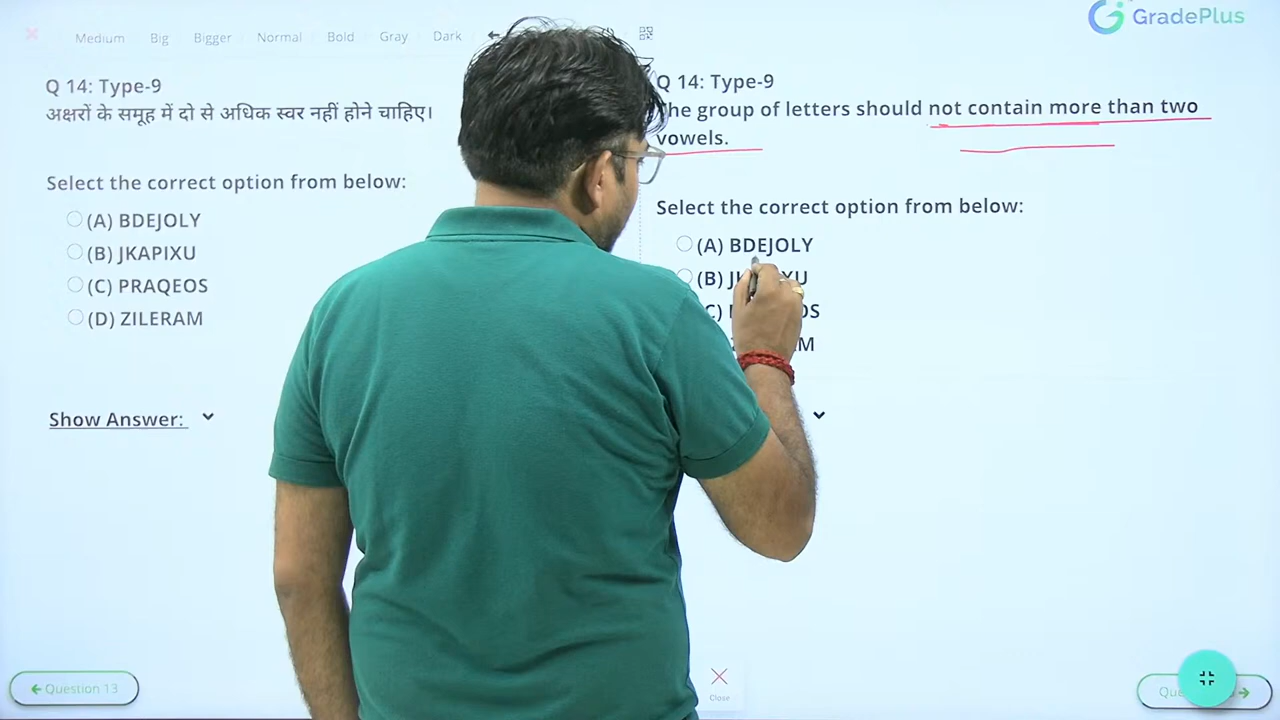 GradePlus
Medium Big Bigger Normal Bold Gray Dark
Q 14: Type-9
अक्षरों के समूह में दो से अधिक स्वर नहीं होने चाहिए।
Select the correct option from below:
(A) BDEJOLY
(B) JKAPIXU
(C) PRAQEOS
(D) ZILERAM
Show Answer:
Q 14: Type-9
The group of letters should not contain more than two
vowels.
Select the correct option from below:
(A) BDEJOLY
(B)
Question 13
Close